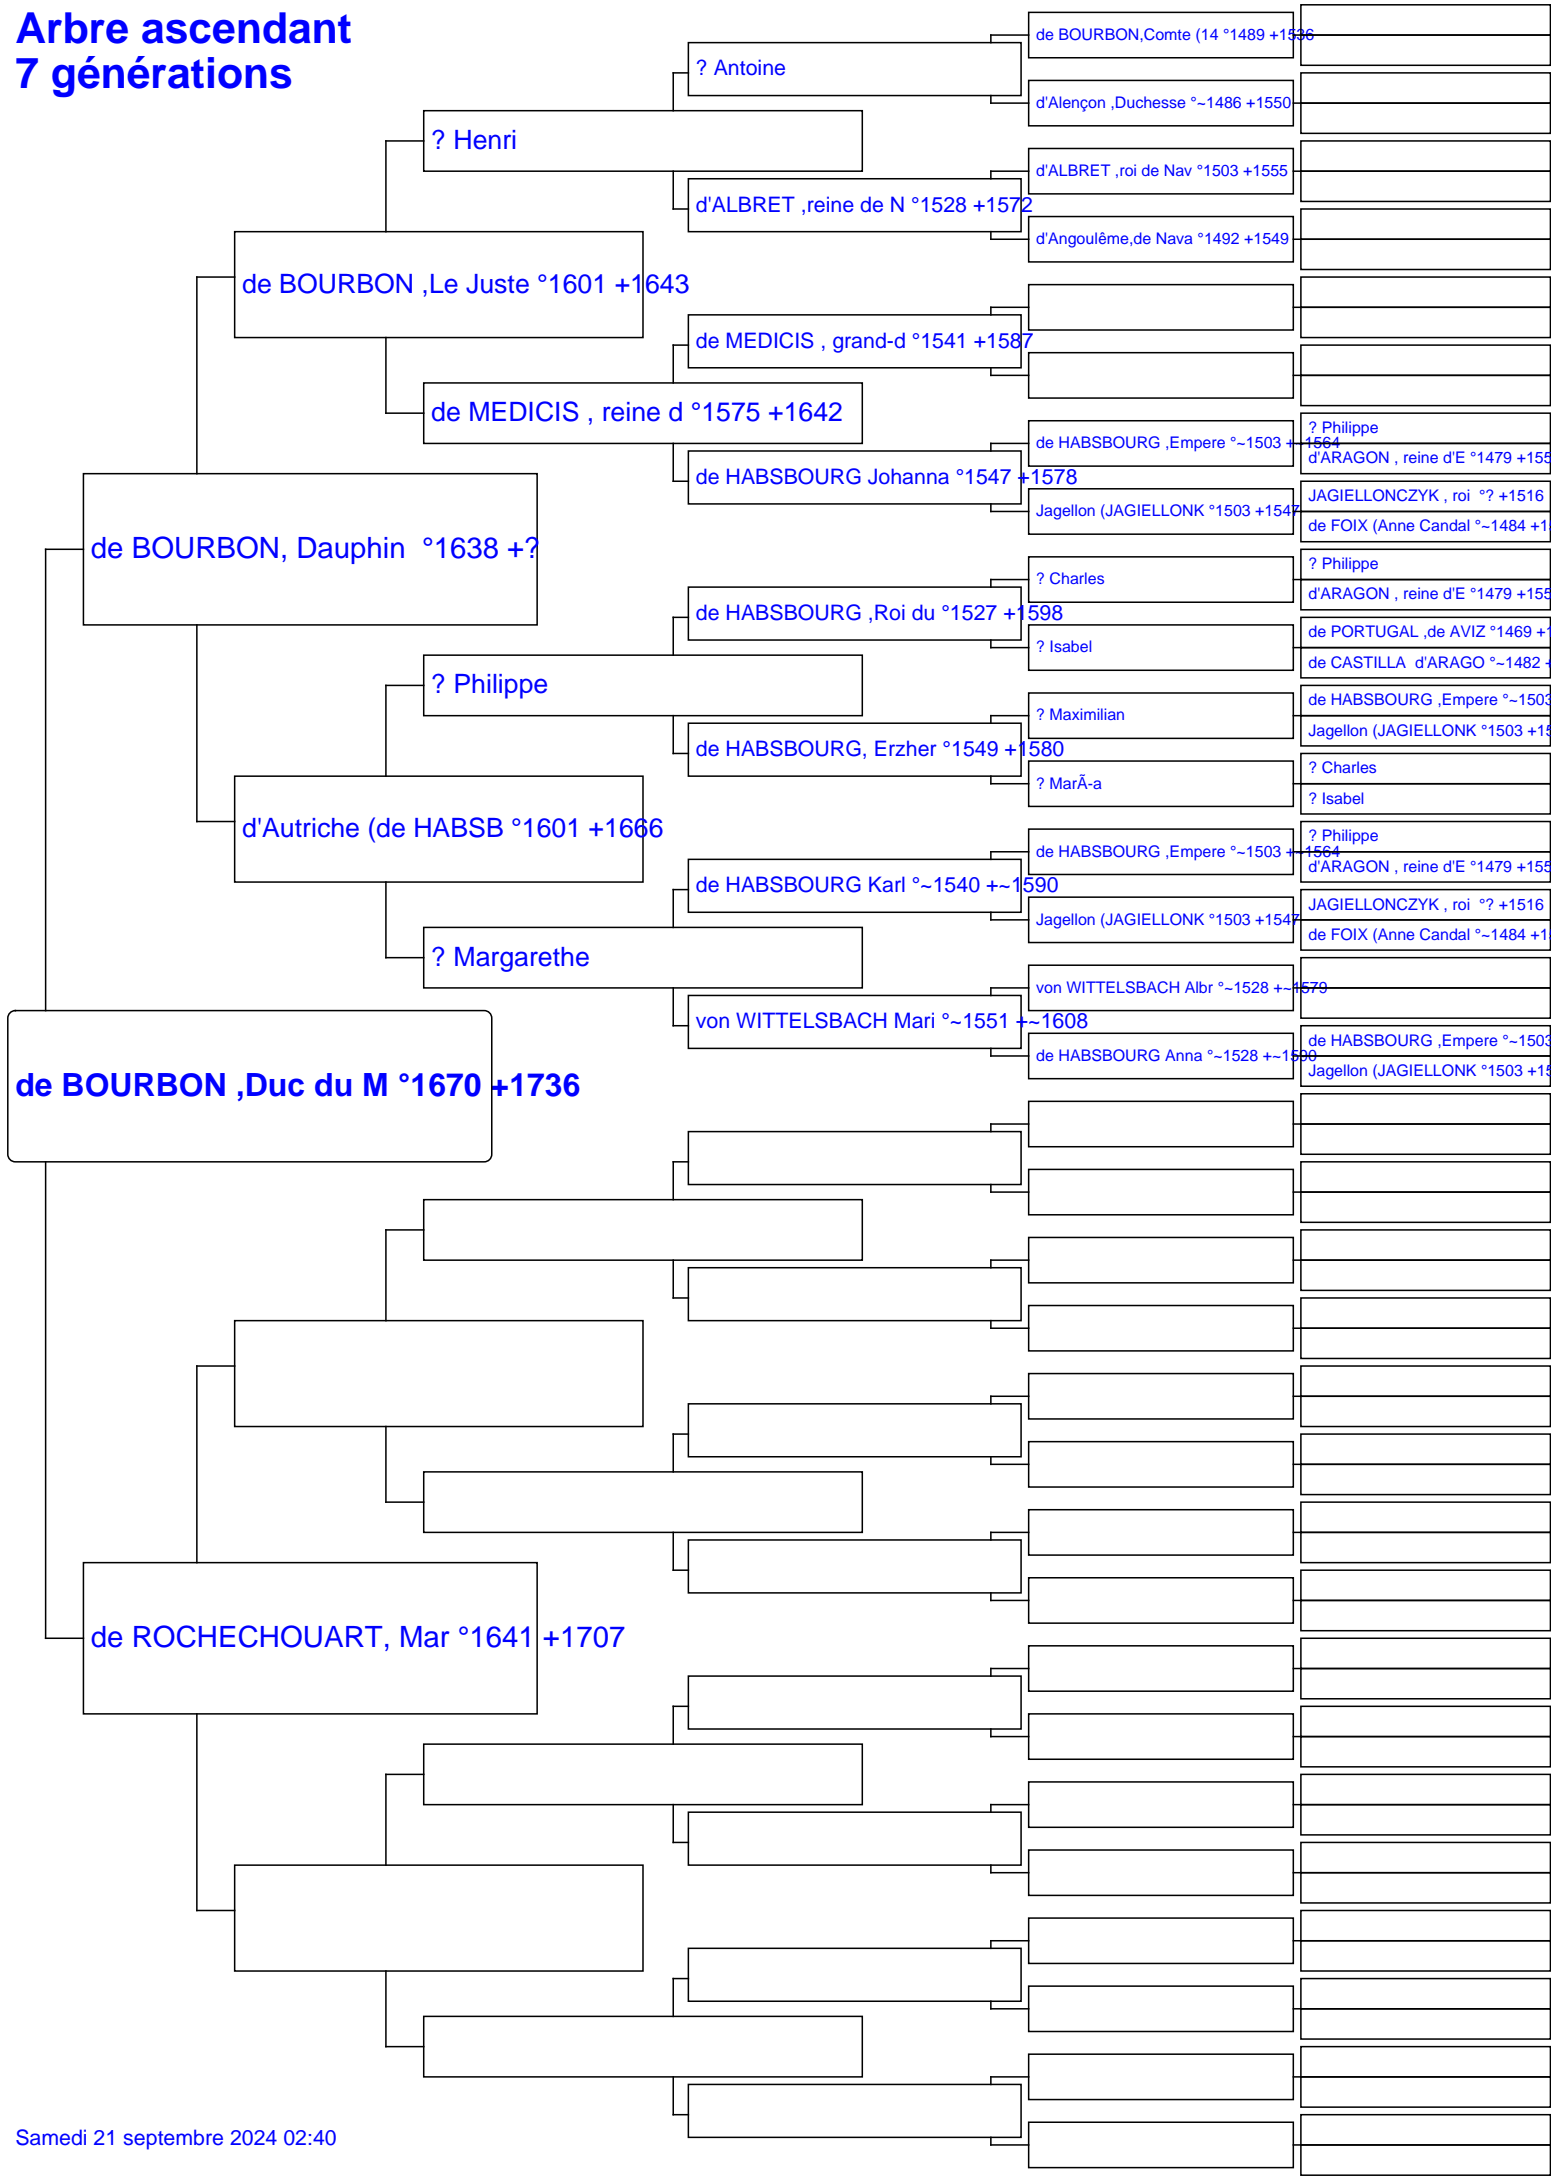 Arbre ascendant
7 générations
de BOURBON,Comte (14 °1489 +1536
? Antoine
d'Alençon ,Duchesse °~1486 +1550
? Henri
d'ALBRET ,roi de Nav °1503 +1555
d'ALBRET ,reine de N °1528 +1572
d'Angoulême,de Nava °1492 +1549
de BOURBON ,Le Juste °1601 +1643
de MEDICIS , grand-d °1541 +1587
de MEDICIS , reine d °1575 +1642
? Philippe
de HABSBOURG ,Empere °~1503 +~1564
d'ARAGON , reine d'E °1479 +155
de HABSBOURG Johanna °1547 +1578
JAGIELLONCZYK , roi  °? +1516
Jagellon (JAGIELLONK °1503 +1547
de FOIX (Anne Candal °~1484 +1
de BOURBON, Dauphin  °1638 +?
? Philippe
? Charles
d'ARAGON , reine d'E °1479 +155
de HABSBOURG ,Roi du °1527 +1598
de PORTUGAL ,de AVIZ °1469 +1
? Isabel
de CASTILLA  d'ARAGO °~1482 +
? Philippe
de HABSBOURG ,Empere °~1503
? Maximilian
Jagellon (JAGIELLONK °1503 +15
de HABSBOURG, Erzher °1549 +1580
? Charles
? MarÃ-a
? Isabel
d'Autriche (de HABSB °1601 +1666
? Philippe
de HABSBOURG ,Empere °~1503 +~1564
d'ARAGON , reine d'E °1479 +155
de HABSBOURG Karl °~1540 +~1590
JAGIELLONCZYK , roi  °? +1516
Jagellon (JAGIELLONK °1503 +1547
de FOIX (Anne Candal °~1484 +1
? Margarethe
von WITTELSBACH Albr °~1528 +~1579
von WITTELSBACH Mari °~1551 +~1608
de HABSBOURG ,Empere °~1503
de HABSBOURG Anna °~1528 +~1590
Jagellon (JAGIELLONK °1503 +15
de BOURBON ,Duc du M °1670 +1736
de ROCHECHOUART, Mar °1641 +1707
Samedi 21 septembre 2024 02:40